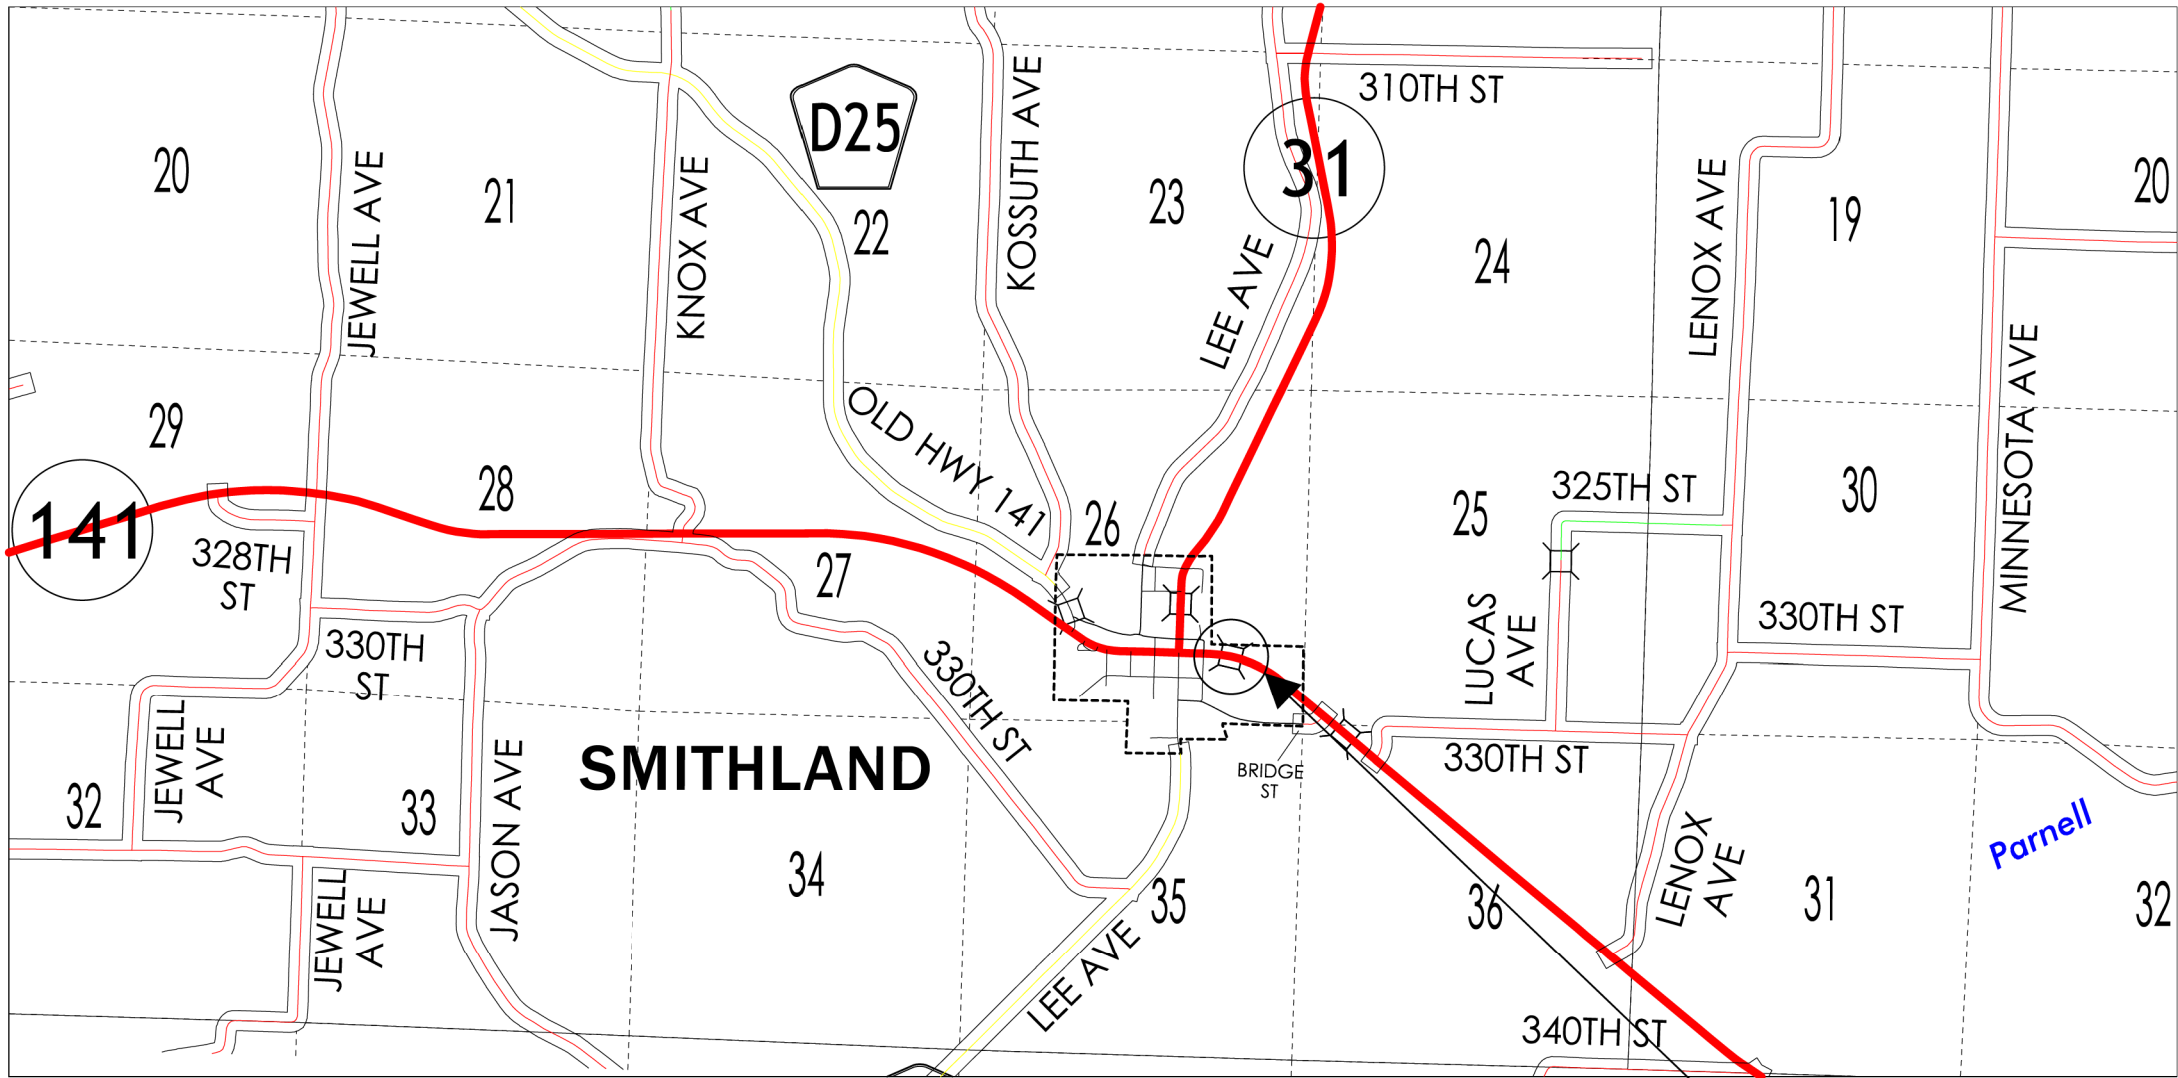 310TH ST
D25
31
20
21
22
KOSSUTH AVE
23
JEWELL AVE
KNOX AVE
LEE AVE
24
LENOX AVE
19
20
29
28
OLD HWY 141
26
25
325TH ST
30
MINNESOTA AVE
141
328TH
ST
27
330TH
ST
330TH ST
LUCAS
AVE
330TH ST
JEWELL
AVE
JASON AVE
SMITHLAND
BRIDGE
ST
330TH ST
32
33
34
35
36
LENOX
AVE
31
Parnell
32
JEWELL
AVE
LEE AVE
340TH ST